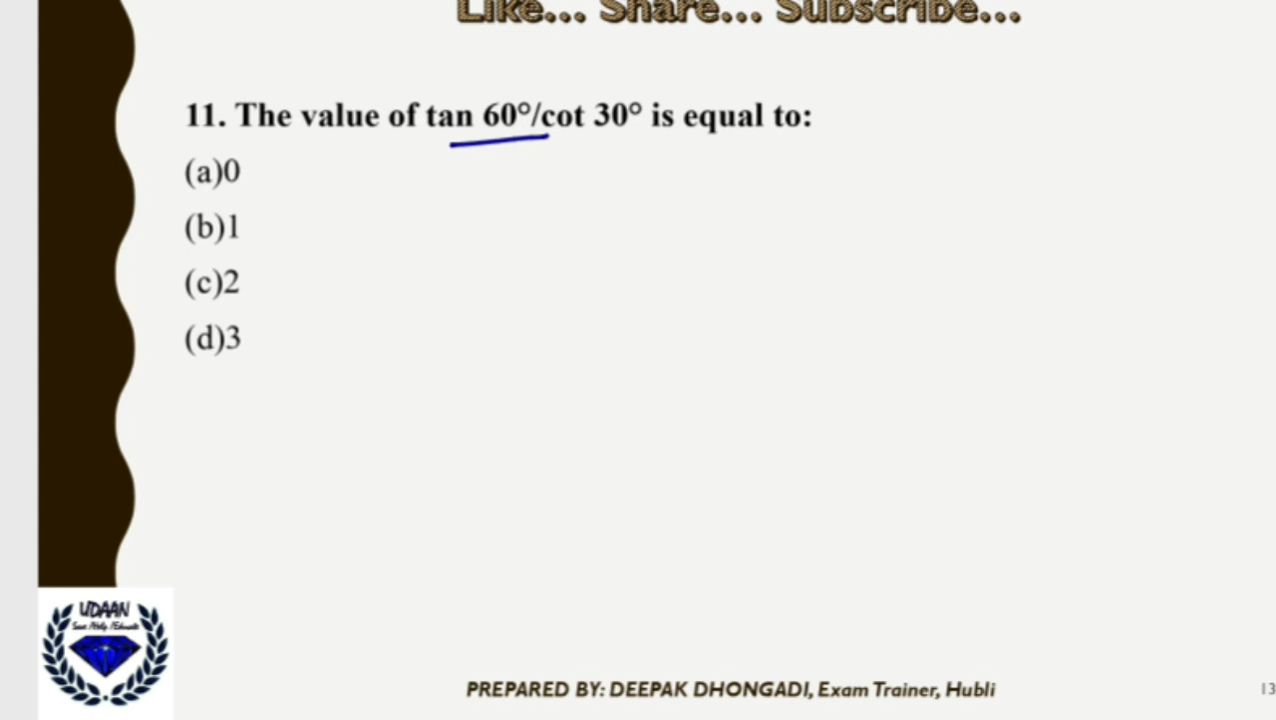 Like... Share... Subscribe...
11. The value of tan 60°/cot 30° is equal to:
(a)0
(b)1
(c)2
(d)3
UDAAN
PREPARED BY: DEEPAK DHONGADI, Exam Trainer, Hubli
13